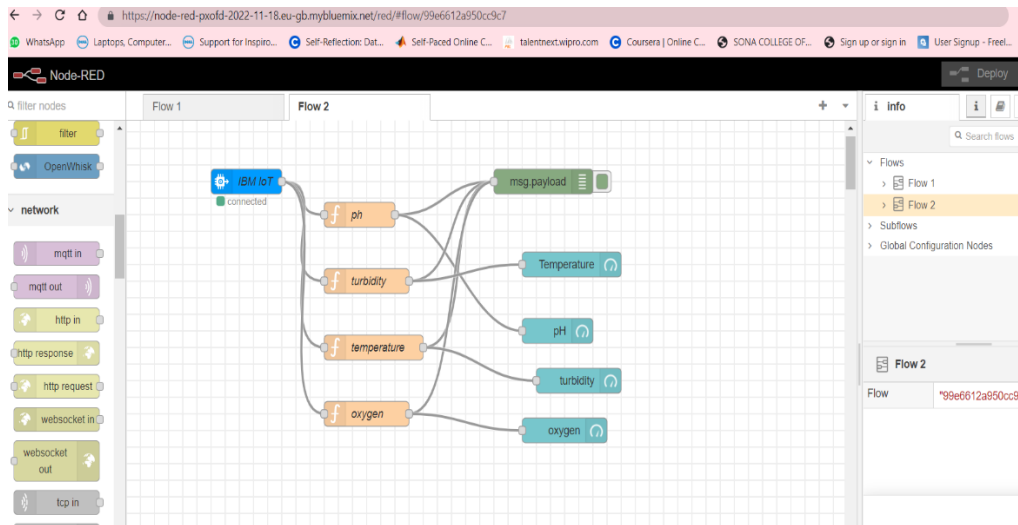 https://node-red-pxofd-2022-11-18.eu-gb.mybluemix.net/red/#flow/99e6612a950cc9c7
WhatsApp Laptops, Computer... Support for Inspiro... Self-Reflection: Dat... Self-Paced Online C... talentnext.wipro.com Coursera | Online C... SONA COLLEGE OF... Sign up or sign in User Signup - Freel...
Node-RED Deploy
filter nodes
Flow 1 Flow 2
info
Search flows
Flows
Flow 1
Flow 2
Subflows
Global Configuration Nodes
Flow 2
Flow "99e6612a950cc9
filter
OpenWhisk
network
mqtt in
mqtt out
http in
http response
http request
websocket in
websocket
out
tcp in
IBM IoT
connected
ph
turbidity
temperature
oxygen
msg.payload
Temperature
pH
turbidity
oxygen